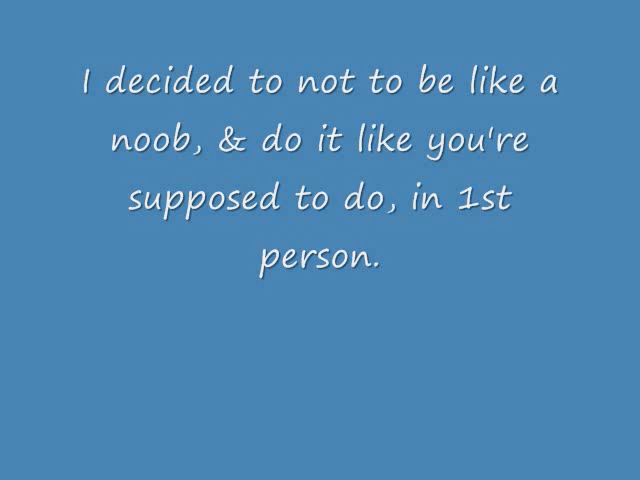 I decided to not to be like a
noob, & do it like you're
supposed to do, in 1st
person.